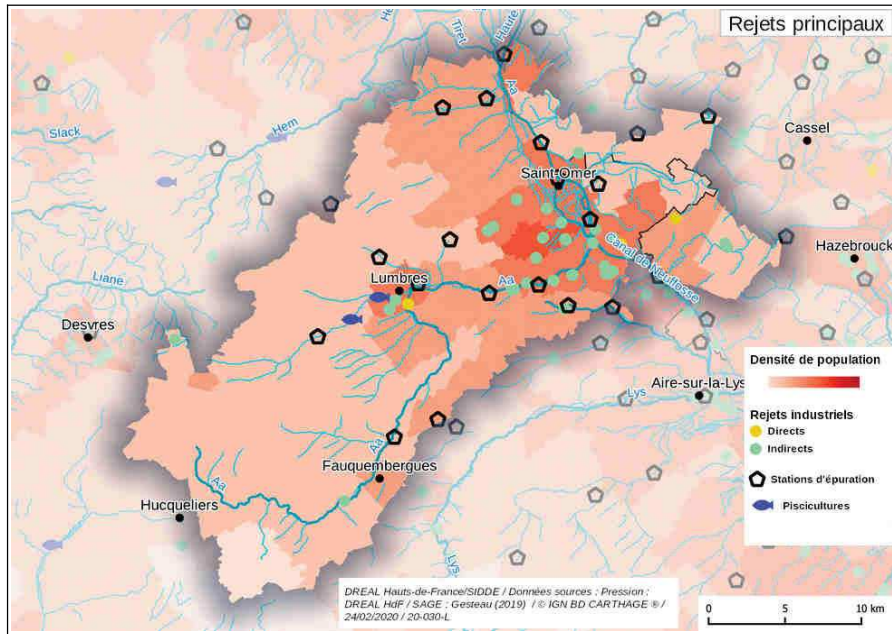 Rejets principaux
Tiret
Haute
Aa
Slack
Hem
Cassel
Saint-Omer
Canal de Neuffosse
Hazebrouck
Liane
Lumbres
Aa
Desvres
Densité de population
Aire-sur-la-Lys
Lys
Rejets industriels
Directs
Indirects
Aa
Stations d'épuration
Fauquembergues
Aa
Hucqueliers
Piscicultures
Lys
DREAL Hauts-de-France/SIDDE / Données sources : Pression :
DREAL HdF / SAGE : Gesteau (2019) / © IGN BD CARTHAGE ® /
24/02/2020 / 20-030-L
0 5 10 km